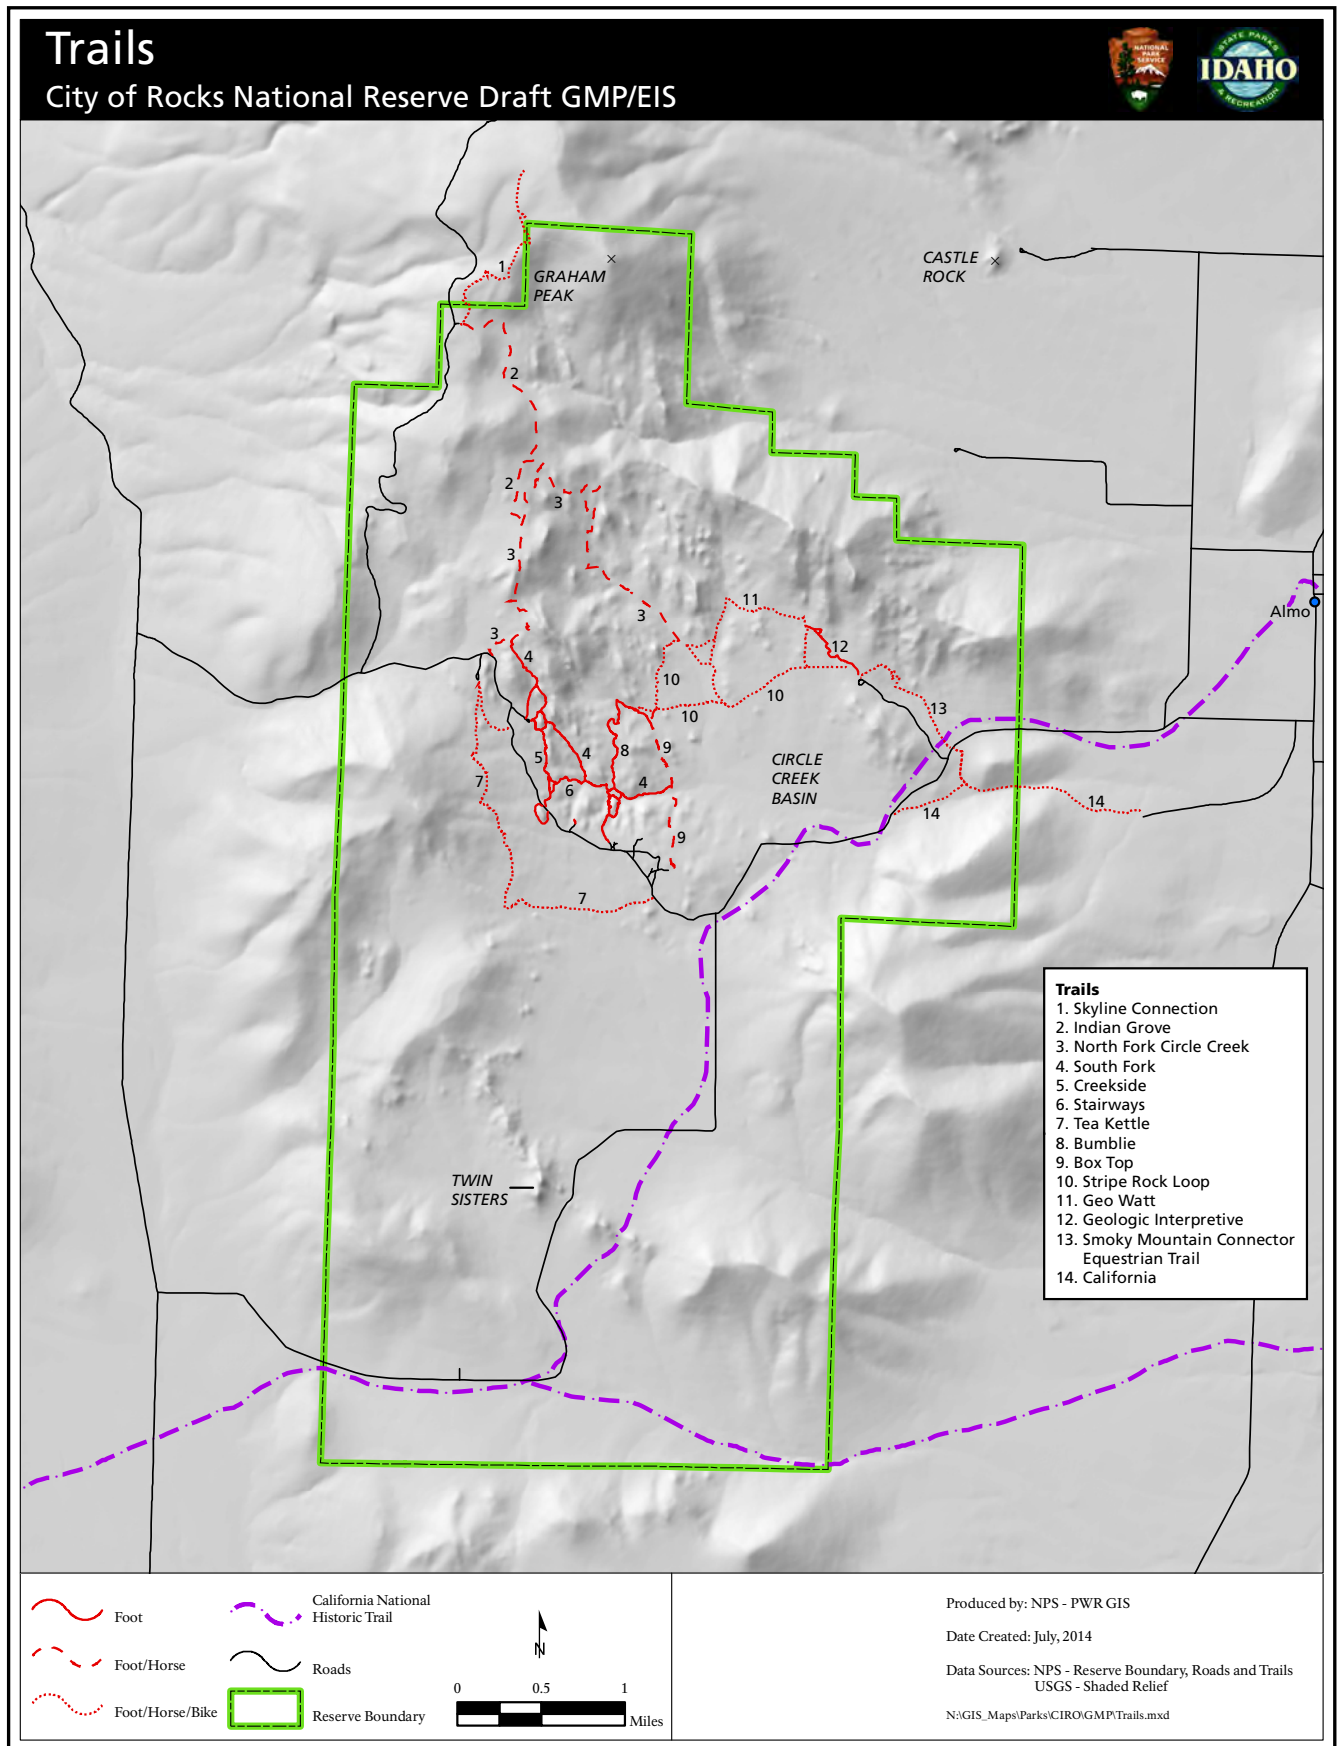 Trails
City of Rocks National Reserve Draft GMP/EIS
NATIONAL
PARK
SERVICE
STATE PARKS
IDAHO
& RECREATION
1
GRAHAM
PEAK
CASTLE
ROCK
2
2
3
3
3
11
Almo
3
4
12
10
10
13
10
5
4
8
9
CIRCLE
CREEK
BASIN
7
6
4
14
14
9
7
TWIN
SISTERS
Trails
1. Skyline Connection
2. Indian Grove
3. North Fork Circle Creek
4. South Fork
5. Creekside
6. Stairways
7. Tea Kettle
8. Bumblie
9. Box Top
10. Stripe Rock Loop
11. Geo Watt
12. Geologic Interpretive
13. Smoky Mountain Connector
Equestrian Trail
14. California
Foot
Foot/Horse
Foot/Horse/Bike
California National
Historic Trail
Roads
Reserve Boundary
N
0 0.5 1
Miles
Produced by: NPS - PWR GIS
Date Created: July, 2014
Data Sources: NPS - Reserve Boundary, Roads and Trails
USGS - Shaded Relief
N:\GIS_Maps\Parks\CIRO\GMP\Trails.mxd